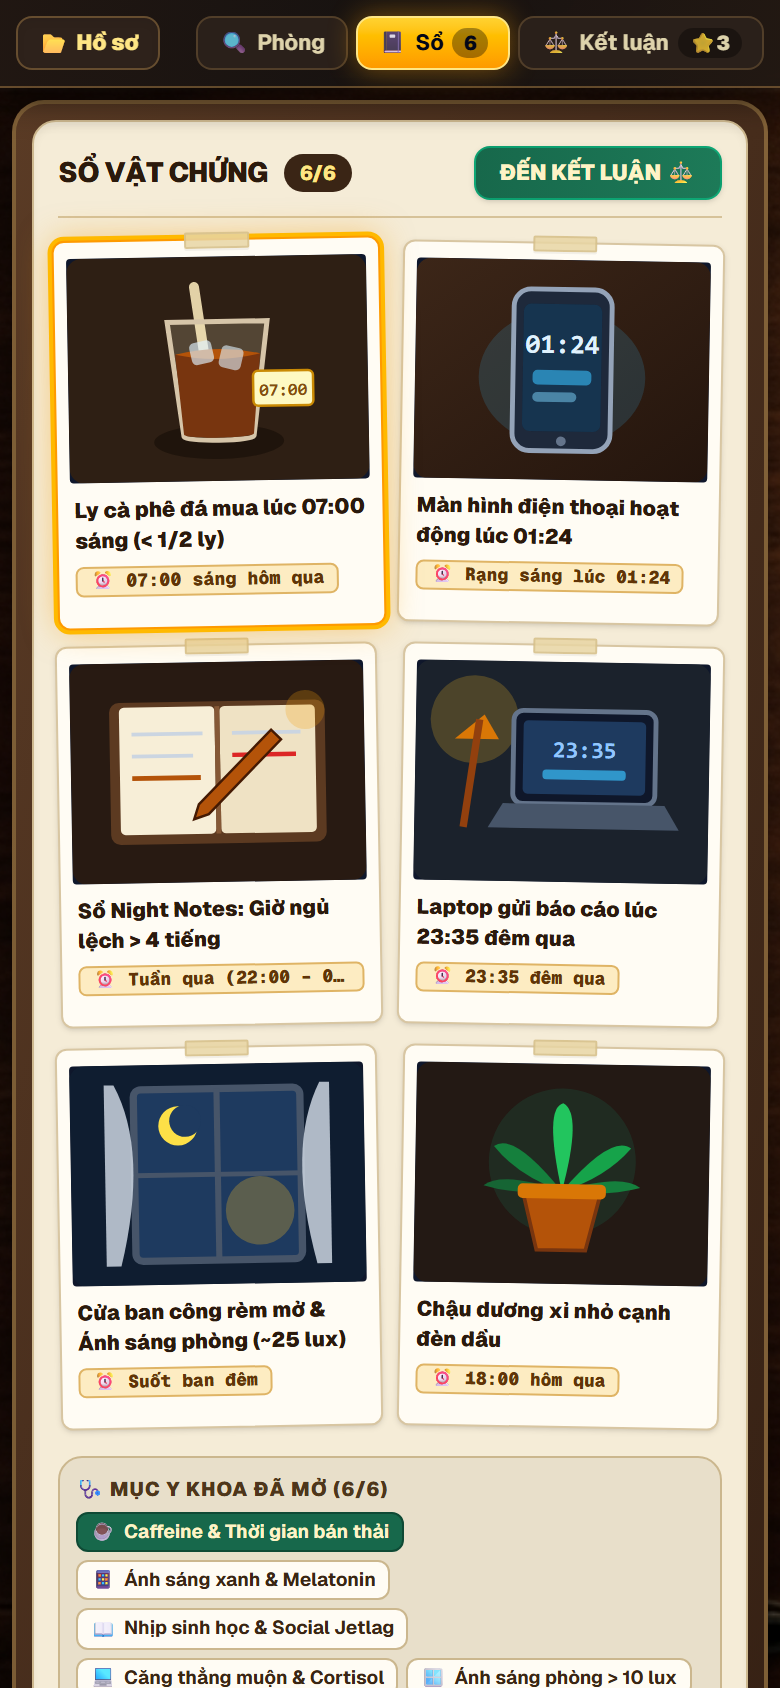 Hồ sơ
Phòng
Sổ 6
Kết luận 3
SỔ VẬT CHỨNG 6/6
ĐẾN KẾT LUẬN
07:00
Ly cà phê đá mua lúc 07:00
sáng (< 1/2 ly)
07:00 sáng hôm qua
01:24
Màn hình điện thoại hoạt
động lúc 01:24
Rạng sáng lúc 01:24
Sổ Night Notes: Giờ ngủ
lệch > 4 tiếng
Tuần qua (22:00 – 0…
23:35
Laptop gửi báo cáo lúc
23:35 đêm qua
23:35 đêm qua
Cửa ban công rèm mở &
Ánh sáng phòng (~25 lux)
Suốt ban đêm
Chậu dương xỉ nhỏ cạnh
đèn dầu
18:00 hôm qua
MỤC Y KHOA ĐÃ MỞ (6/6)
Caffeine & Thời gian bán thải
Ánh sáng xanh & Melatonin
Nhịp sinh học & Social Jetlag
Căng thẳng muộn & Cortisol
Ánh sáng phòng > 10 lux